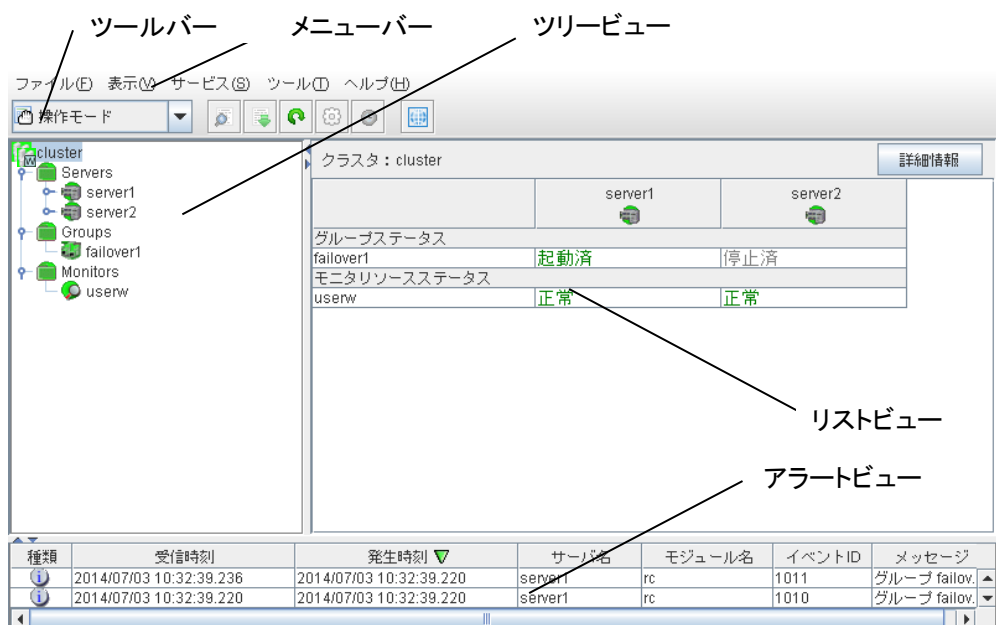 ツールバー メニューバー ツリービュー
ファイル(F) 表示(V) サービス(S) ツール(T) ヘルプ(H)
操作モード
cluster
Servers
server1
server2
Groups
failover1
Monitors
userw
クラスタ：cluster 詳細情報
server1 server2
グループステータス
failover1 起動済 停止済
モニタリソースステータス
userw 正常 正常
リストビュー
アラートビュー
種類 受信時刻 発生時刻 サーバ名 モジュール名 イベントID メッセージ
2014/07/03 10:32:39.236 2014/07/03 10:32:39.220 server1 rc 1011 グループ failov.
2014/07/03 10:32:39.220 2014/07/03 10:32:39.220 server1 rc 1010 グループ failov.